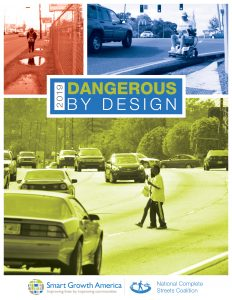 2019
DANGEROUS
BY DESIGN
Smart Growth America
Improving lives by improving communities
National Complete
Streets Coalition